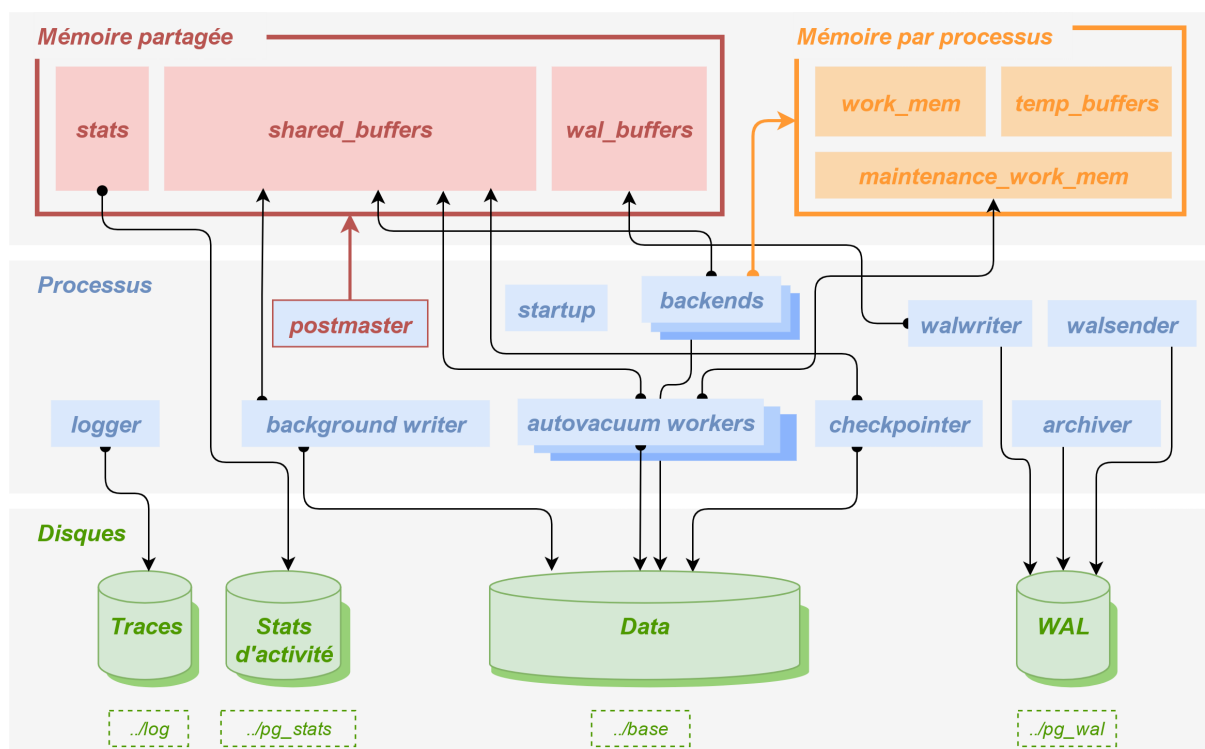 Mémoire partagée
Mémoire par processus
stats
shared_buffers
wal_buffers
work_mem
temp_buffers
maintenance_work_mem
Processus
postmaster
startup
backends
walwriter
walsender
logger
background writer
autovacuum workers
checkpointer
archiver
Disques
Traces
Stats
d'activité
Data
WAL
../log
../pg_stats
../base
../pg_wal